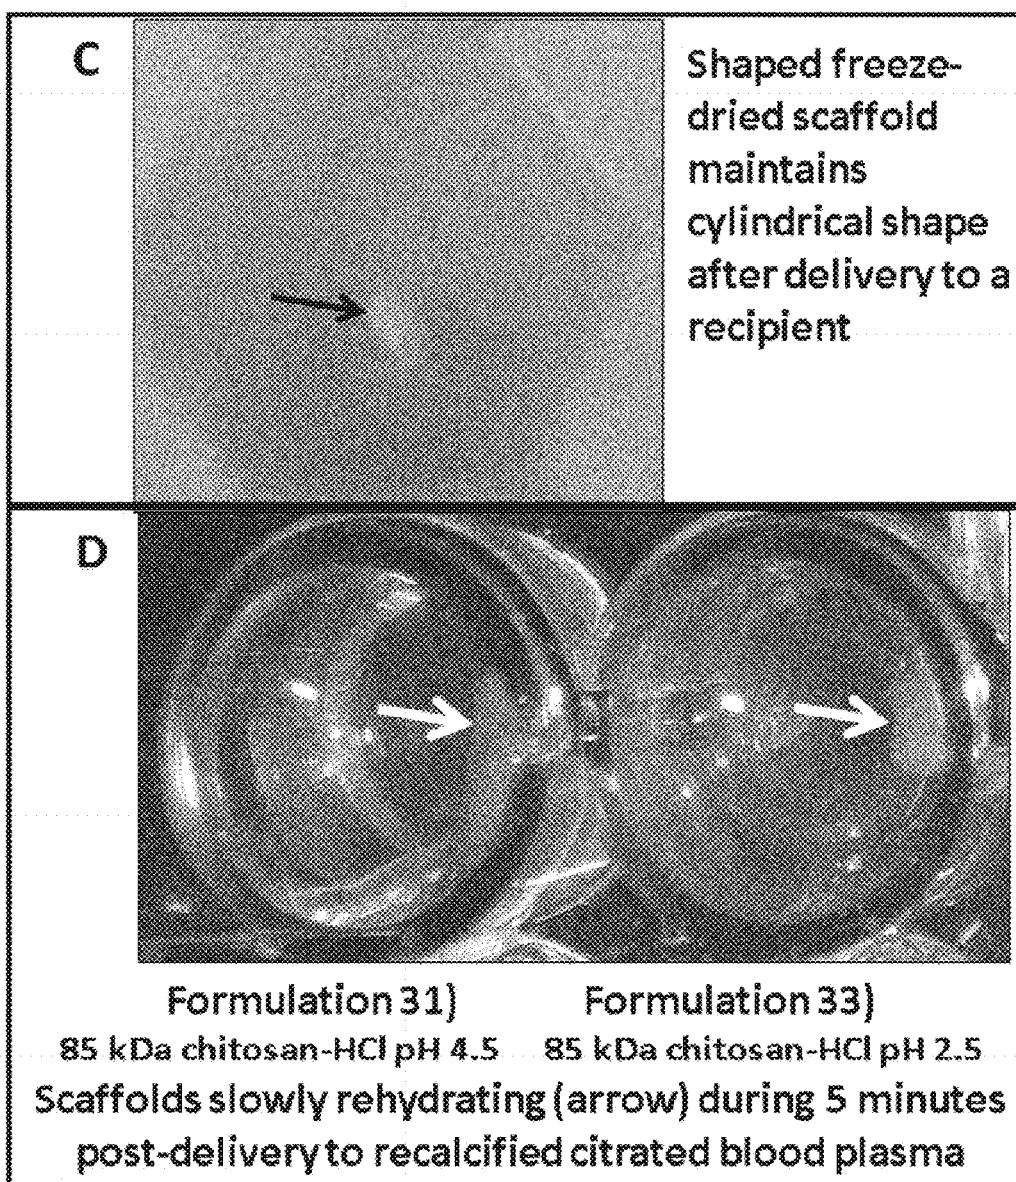 C
Shaped freeze-
dried scaffold
maintains
cylindrical shape
after delivery to a
recipient
D
Formulation 31)
Formulation 33)
85 kDa chitosan-HCl pH 4.5
85 kDa chitosan-HCl pH 2.5
Scaffolds slowly rehydrating (arrow) during 5 minutes
post-delivery to recalcified citrated blood plasma